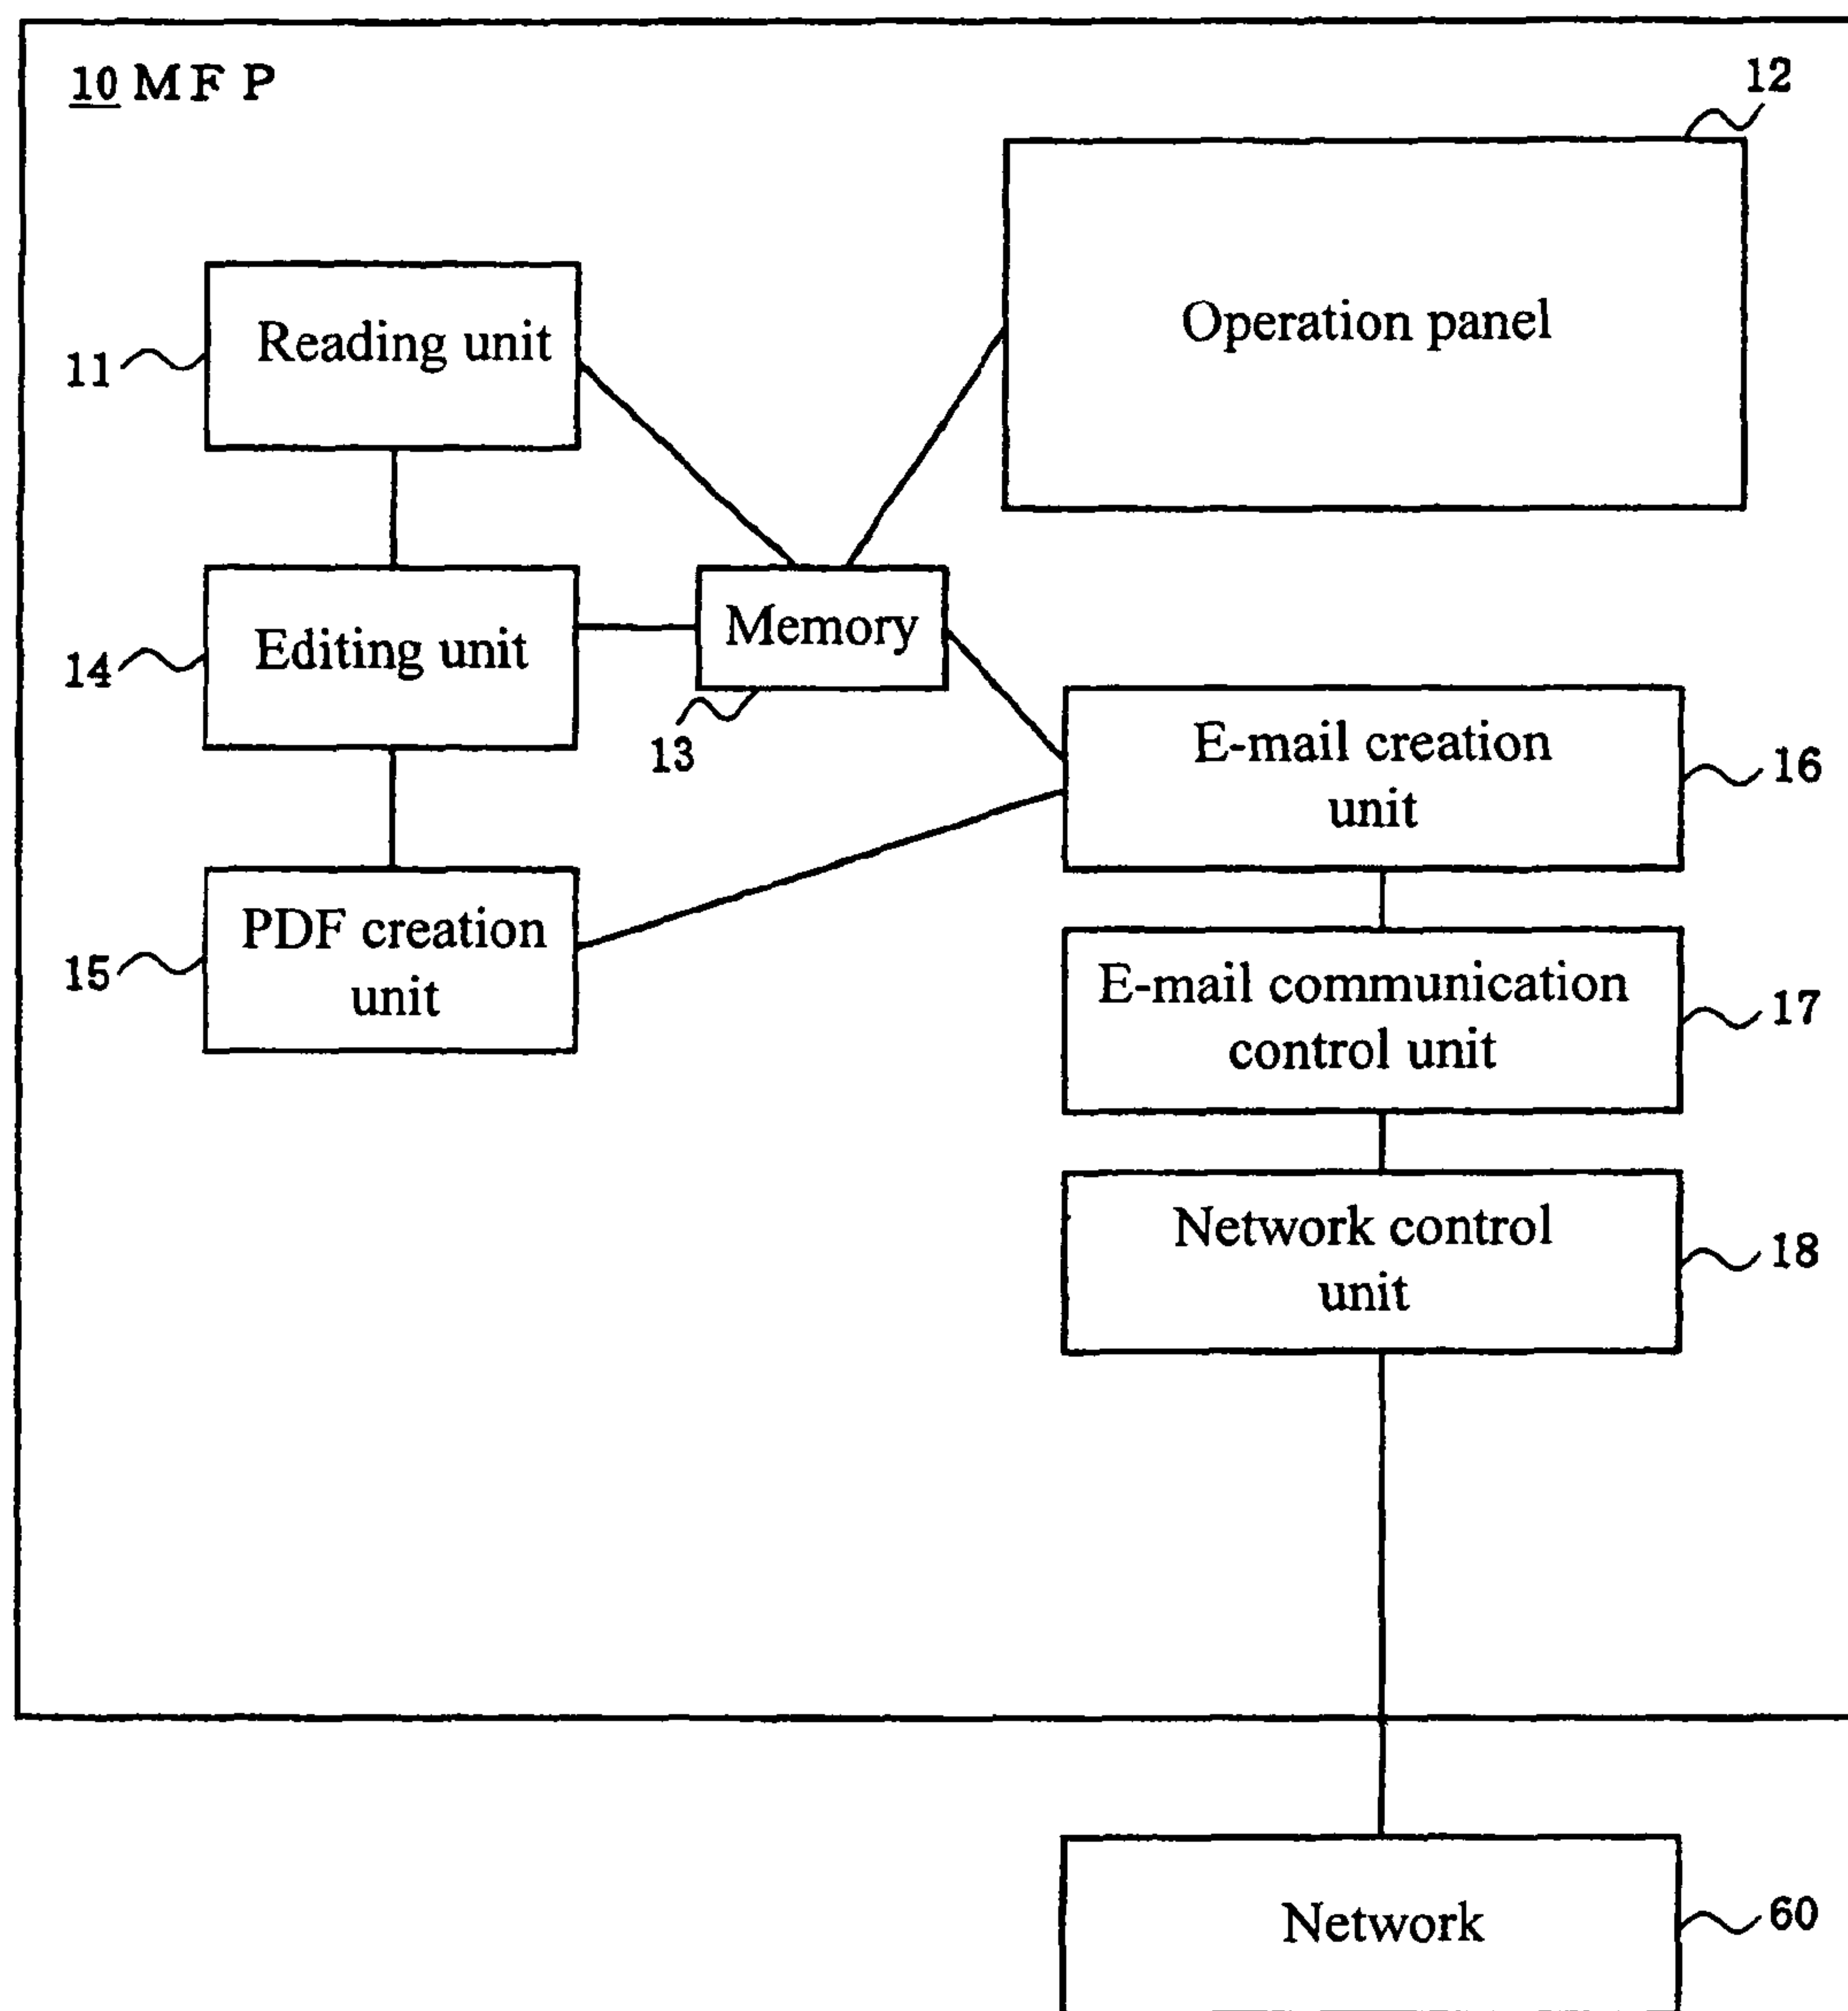 10 M F P
12
Operation panel
Reading unit
11
Editing unit
14
Memory
13
E-mail creation
unit
16
PDF creation
unit
15
E-mail communication
control unit
17
Network control
unit
18
Network
60